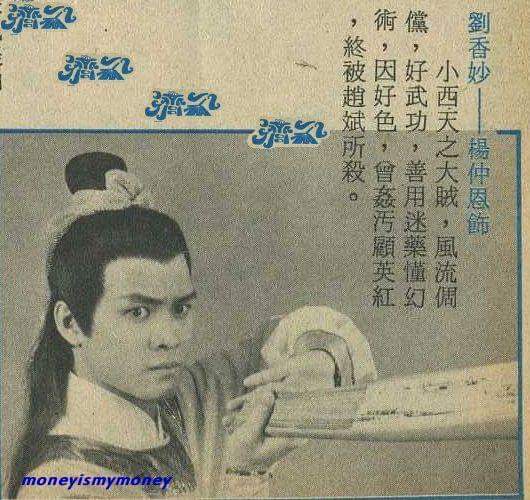 劉香妙——楊仲恩飾
小西天之大賊，風流倜
儻，好武功，善用迷藥懂幻
術，因好色，曾姦污顧英紅
，終被趙斌所殺。
moneyismymoney